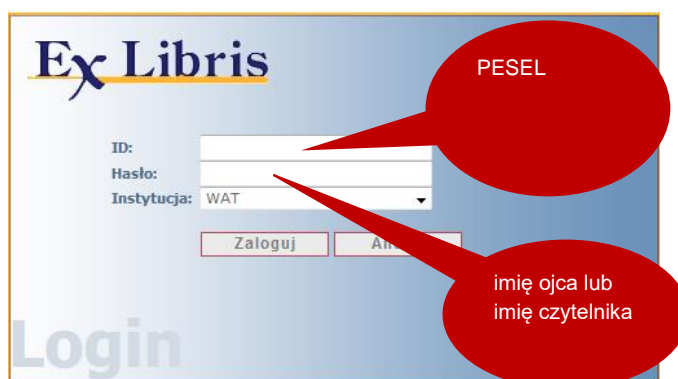 Ex Libris
PESEL
ID:
Hasło:
Instytucja: WAT
Zaloguj
imię ojca lub
imię czytelnika
Login